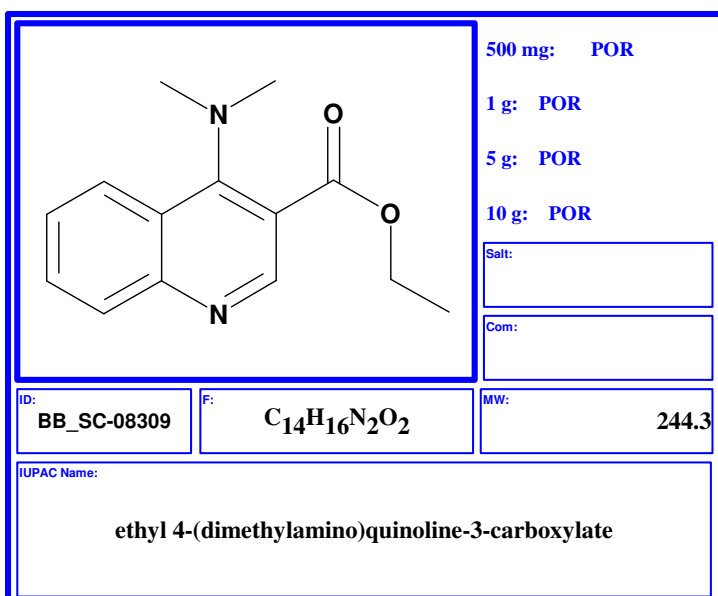 500 mg: POR
N
O
1 g: POR
5 g: POR
10 g: POR
O
Salt:
N
Com:
ID:
BB_SC-08309
F:
C14H16N2O2
MW:
244.3
IUPAC Name:
ethyl 4-(dimethylamino)quinoline-3-carboxylate